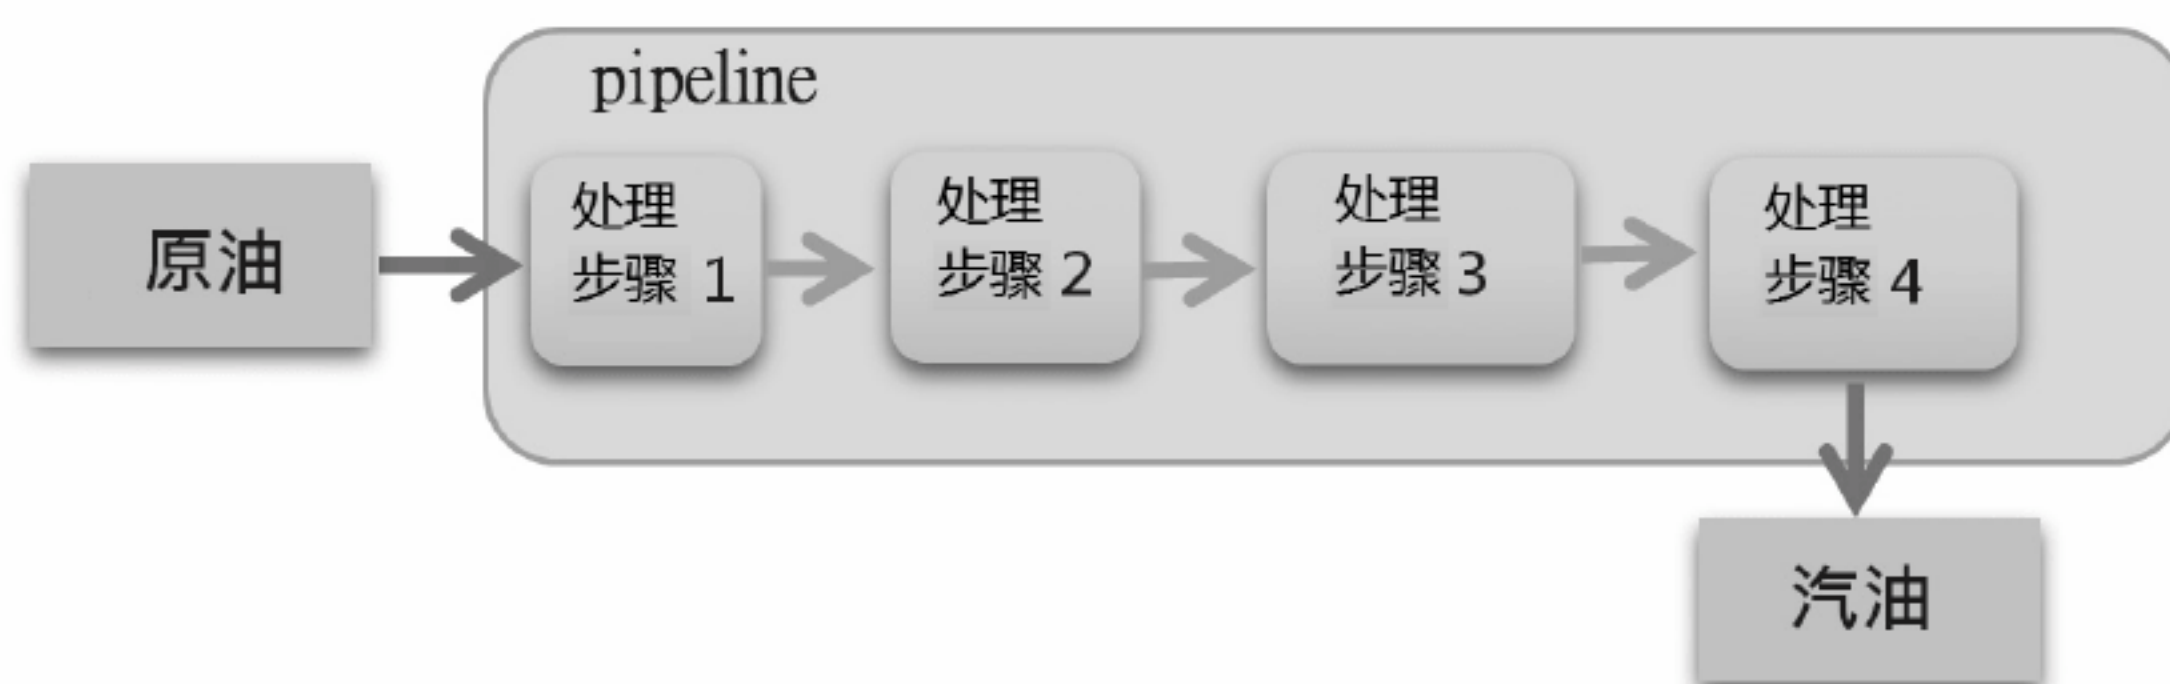 pipeline
原油
处理
步骤 1
处理
步骤 2
处理
步骤 3
处理
步骤 4
汽油